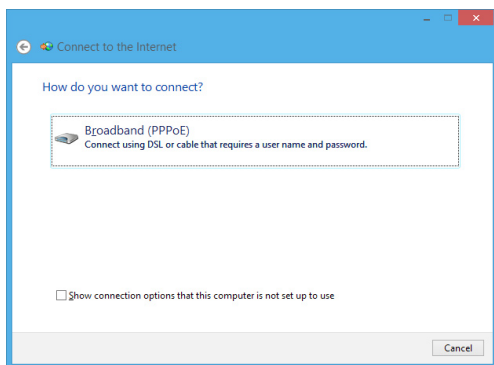 Connect to the Internet
How do you want to connect?
Broadband (PPPoE)
Connect using DSL or cable that requires a user name and password.
Show connection options that this computer is not set up to use
Cancel